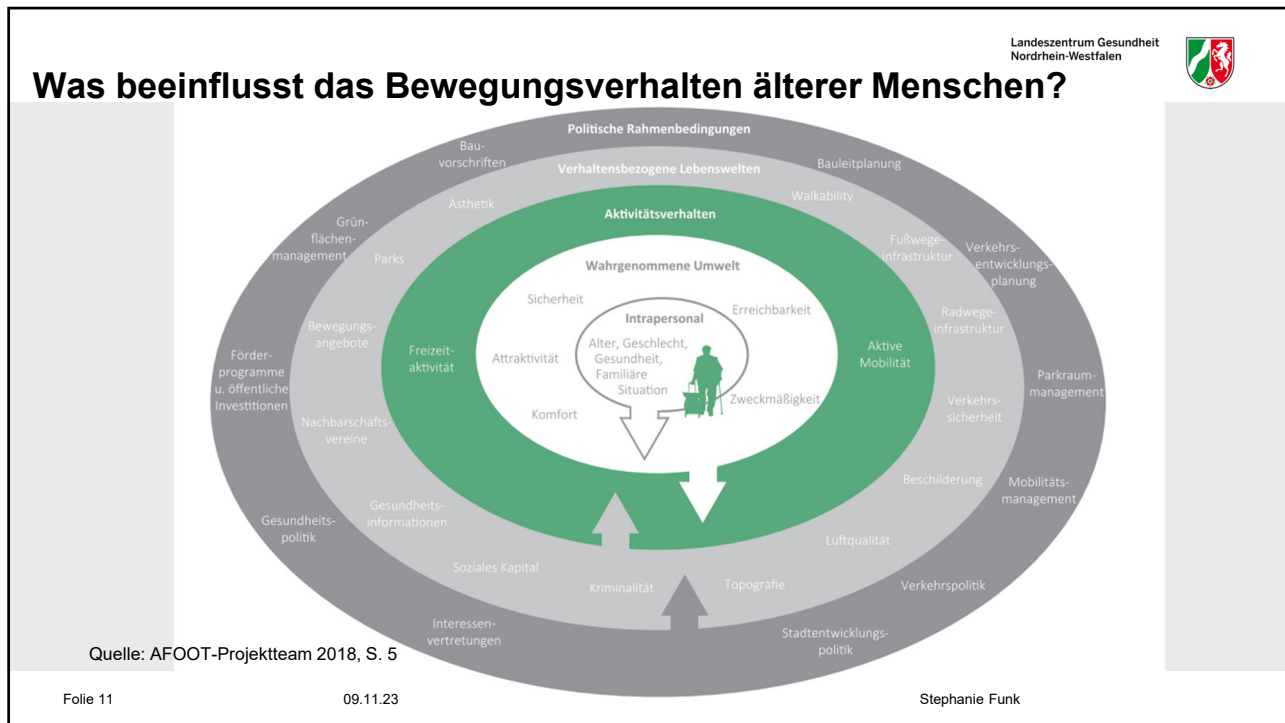 Landeszentrum Gesundheit
Nordrhein-Westfalen
Was beeinflusst das Bewegungsverhalten älterer Menschen?
Politische Rahmenbedingungen
Bau-
vorschriften
Bauleitplanung
Verhaltensbezogene Lebenswelten
Ästhetik
Walkability
Aktivitätsverhalten
Grün-
flächen-
management
Parks
Fußwege-
infrastruktur
Verkehrs-
entwicklungs-
planung
Wahrgenommene Umwelt
Sicherheit
Erreichbarkeit
Intrapersonal
Alter, Geschlecht,
Gesundheit,
Familiäre
Situation
Bewegungs-
angebote
Radwege-
infrastruktur
Freizeit-
aktivität
Attraktivität
Aktive
Mobilität
Förder-
programme
u. öffentliche
Investitionen
Parkraum-
management
Komfort
Zweckmäßigkeit
Nachbarschafts-
vereine
Verkehrs-
sicherheit
Beschilderung
Mobilitäts-
management
Gesundheits-
informationen
Gesundheits-
politik
Luftqualität
Soziales Kapital
Kriminalität
Topografie
Verkehrspolitik
Interessen-
vertretungen
Stadtentwicklungs-
politik
Quelle: AFOOT-Projektteam 2018, S. 5
Folie 11
09.11.23
Stephanie Funk